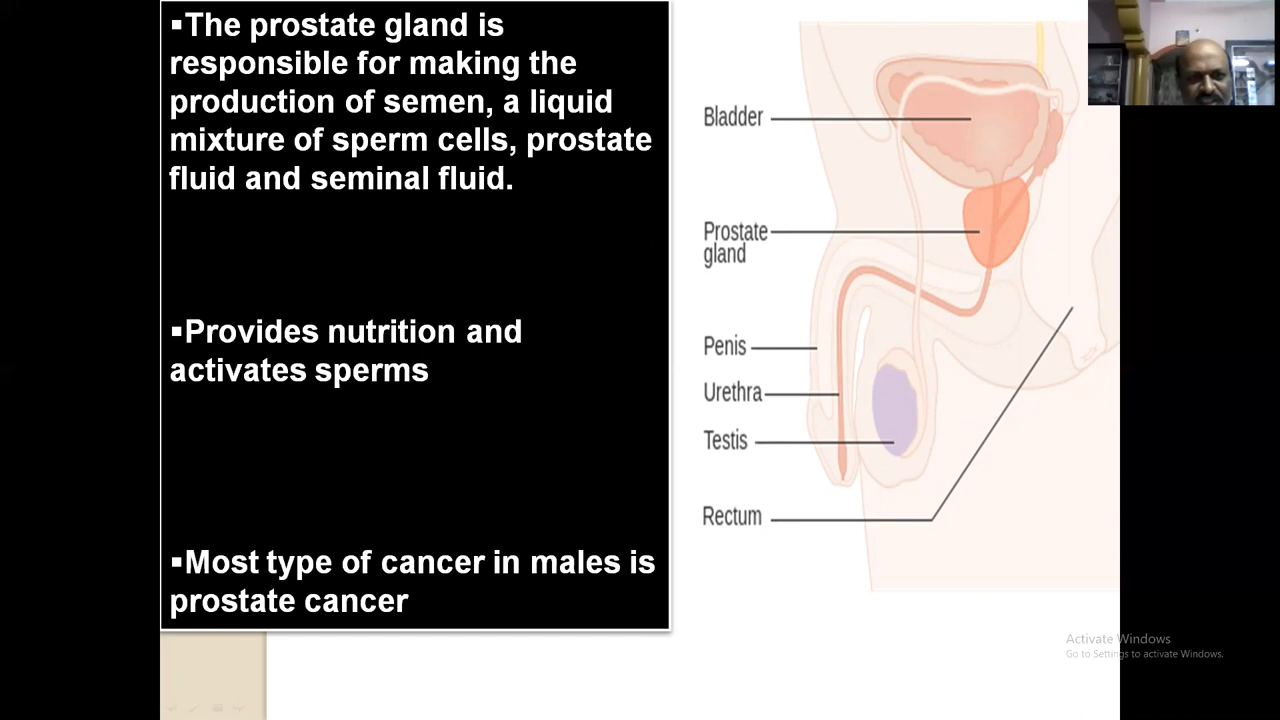 ▪The prostate gland is
responsible for making the
production of semen, a liquid
mixture of sperm cells, prostate
fluid and seminal fluid.
▪Provides nutrition and
activates sperms
▪Most type of cancer in males is
prostate cancer
Bladder
Prostate
gland
Penis
Urethra
Testis
Rectum
Activate Windows
Go to Settings to activate Windows.